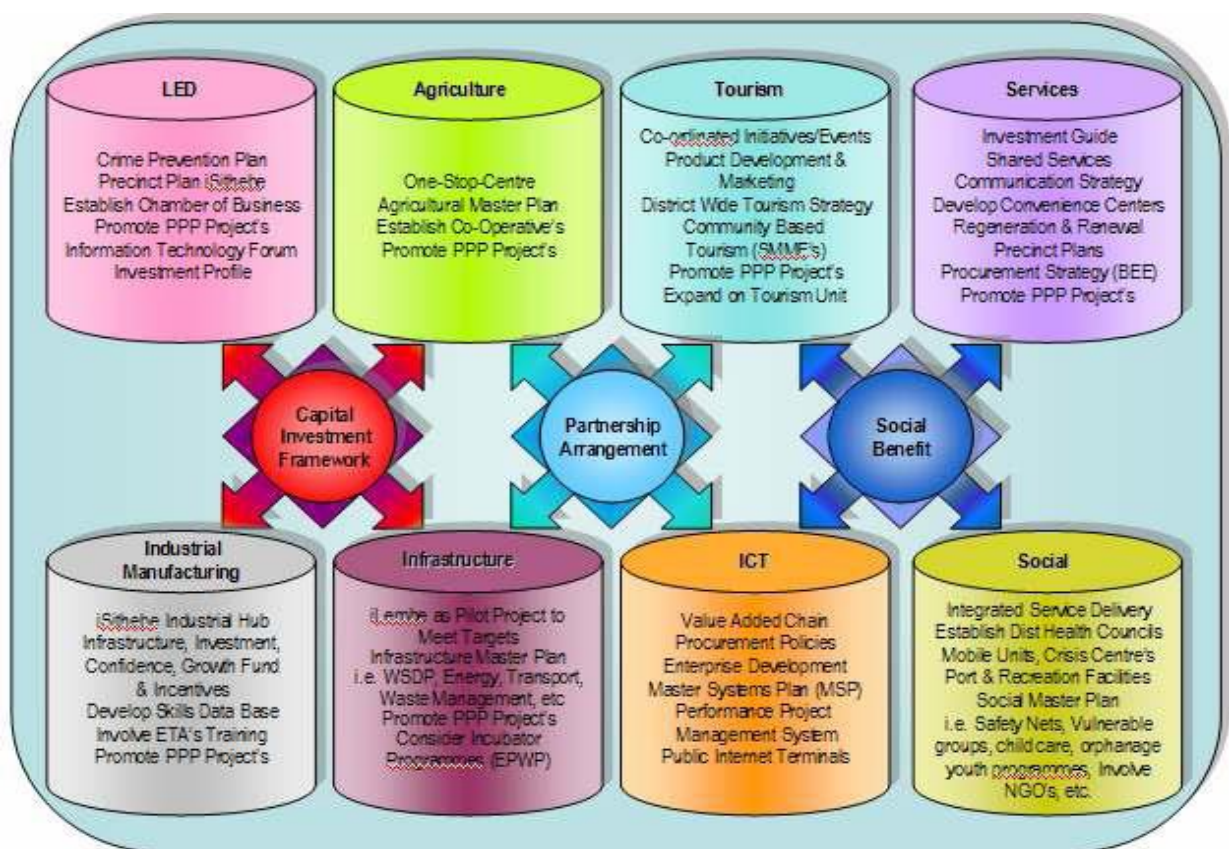 LED
Crime Prevention Plan
Precinct Plan iSithebe
Establish Chamber of Business
Promote PPP Project's
Information Technology Forum
Investment Profile
Agriculture
One-Stop-Centre
Agricultural Master Plan
Establish Co-Operative's
Promote PPP Project's
Tourism
Co-ordinated Initiatives/Events
Product Development &
Marketing
District Wide Tourism Strategy
Community Based
Tourism (SMME's)
Promote PPP Project's
Expand on Tourism Unit
Services
Investment Guide
Shared Services
Communication Strategy
Develop Convenience Centers
Regeneration & Renewal
Precinct Plans
Procurement Strategy (BEE)
Promote PPP Project's
Capital
Investment
Framework
Partnership
Arrangement
Social
Benefit
Industrial
Manufacturing
iSithebe Industrial Hub
Infrastructure, Investment,
Confidence, Growth Fund
& Incentives
Develop Skills Data Base
Involve ETA's Training
Promote PPP Project's
Infrastructure
iLembe as Pilot Project to
Meet Targets
Infrastructure Master Plan
i.e. WSDP, Energy, Transport,
Waste Management, etc
Promote PPP Project's
Consider Incubator
Programmes (EPWP)
ICT
Value Added Chain
Procurement Policies
Enterprise Development
Master Systems Plan (MSP)
Performance Project
Management System
Public Internet Terminals
Social
Integrated Service Delivery
Establish Dist Health Councils
Mobile Units, Crisis Centre's
Port & Recreation Facilities
Social Master Plan
i.e. Safety Nets, Vulnerable
groups, child care, orphanage
youth programmes, Involve
NGO's, etc.